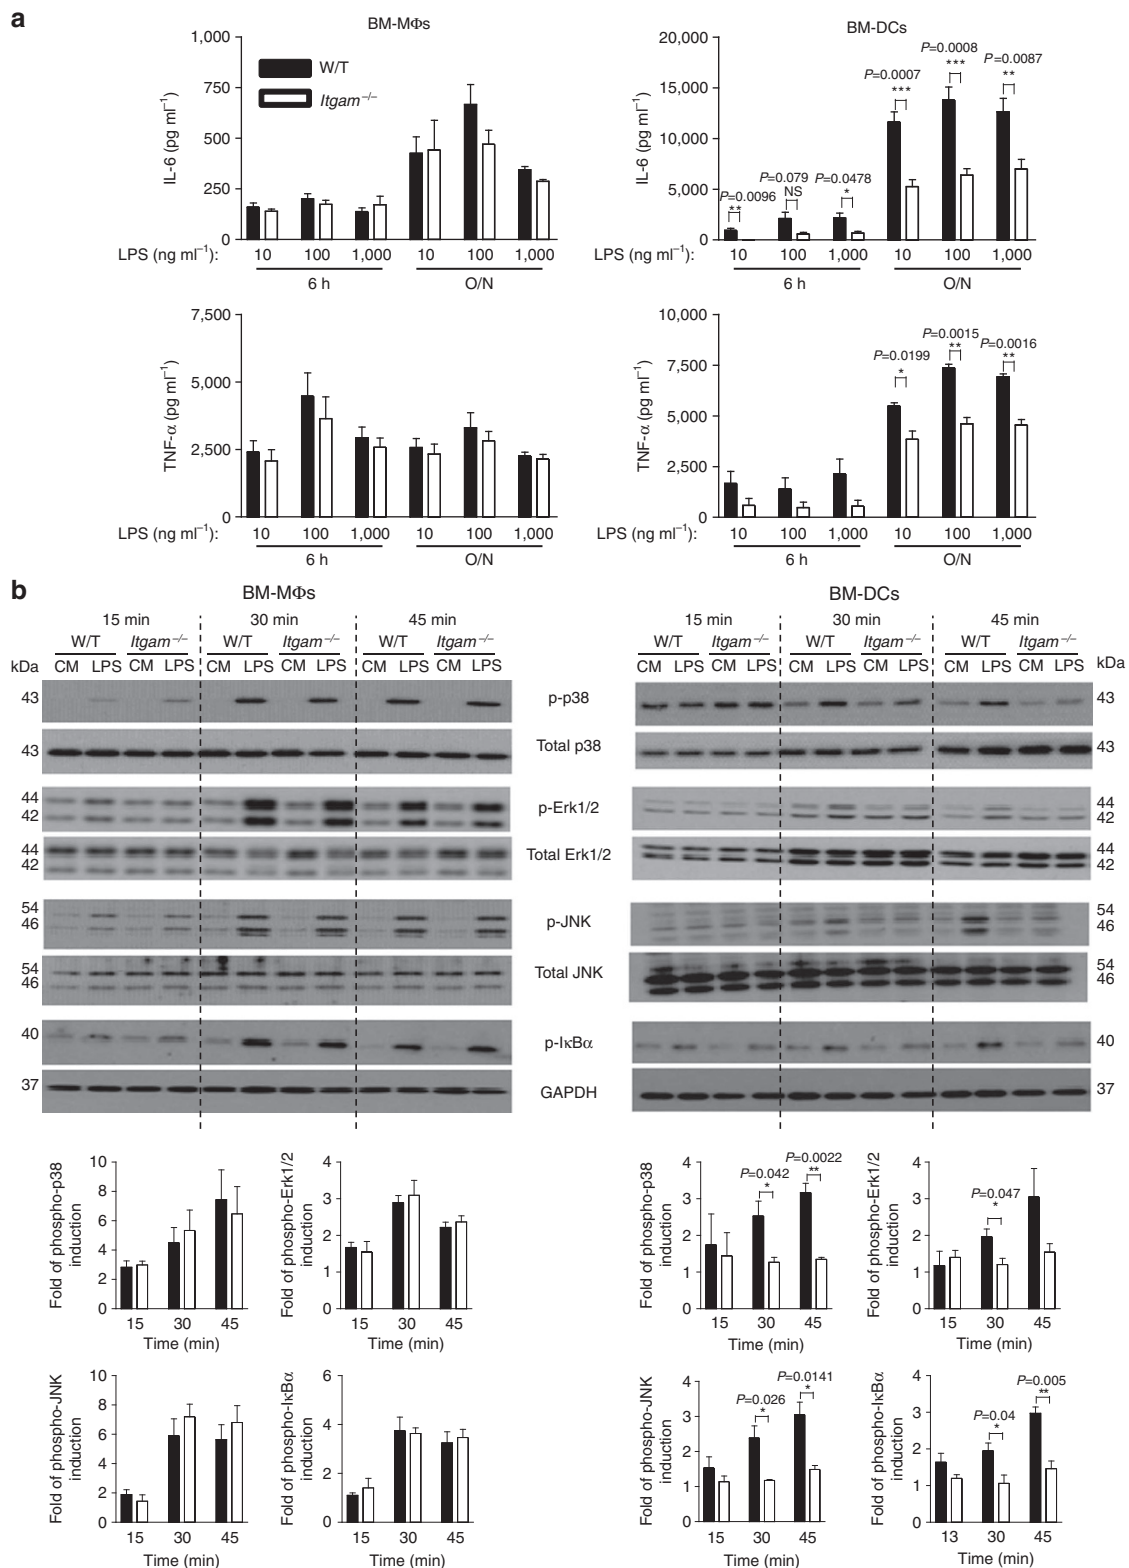 a
BM-MΦs
1,000
750
500
250
0
IL-6 (pg ml–1)
W/T
Itgam–/–
LPS (ng ml–1):
10 100 1,000 10 100 1,000
6 h O/N
BM-DCs
20,000
15,000
10,000
5,000
0
IL-6 (pg ml–1)
P=0.0096
**
P=0.079
NS
P=0.0478
*
P=0.0007
***
P=0.0008
***
P=0.0087
**
LPS (ng ml–1):
10 100 1,000 10 100 1,000
6 h O/N
7,500
5,000
2,500
0
TNF-α (pg ml–1)
LPS (ng ml–1):
10 100 1,000 10 100 1,000
6 h O/N
10,000
7,500
5,000
2,500
0
TNF-α (pg ml–1)
P=0.0199
*
P=0.0015
**
P=0.0016
**
LPS (ng ml–1):
10 100 1,000 10 100 1,000
6 h O/N
b
BM-MΦs
15 min 30 min 45 min
W/T Itgam–/– W/T Itgam–/– W/T Itgam–/–
kDa CM LPS CM LPS CM LPS CM LPS CM LPS CM LPS
BM-DCs
15 min 30 min 45 min
W/T Itgam–/– W/T Itgam–/– W/T Itgam–/–
CM LPS CM LPS CM LPS CM LPS CM LPS CM LPS kDa
43 p-p38 43
43 Total p38 43
44 p-Erk1/2 44
42 42
44 Total Erk1/2 44
42 42
54 p-JNK 54
46 46
54 Total JNK 54
46 46
40 p-IκBα 40
37 GAPDH 37
Fold of phospho-p38
induction
10
8
6
4
2
0
15 30 45
Time (min)
Fold of phospho-Erk1/2
induction
4
3
2
1
0
15 30 45
Time (min)
Fold of phospho-p38
induction
4
3
2
1
0
P=0.042
*
P=0.0022
**
15 30 45
Time (min)
Fold of phospho-Erk1/2
induction
4
3
2
1
0
P=0.047
*
15 30 45
Time (min)
Fold of phospho-JNK
induction
10
8
6
4
2
0
15 30 45
Time (min)
Fold of phospho-IκBα
induction
6
4
2
0
15 30 45
Time (min)
Fold of phospho-JNK
induction
4
3
2
1
0
P=0.026
*
P=0.0141
*
15 30 45
Time (min)
Fold of phospho-IκBα
induction
4
3
2
1
0
P=0.04
*
P=0.005
**
13 30 45
Time (min)